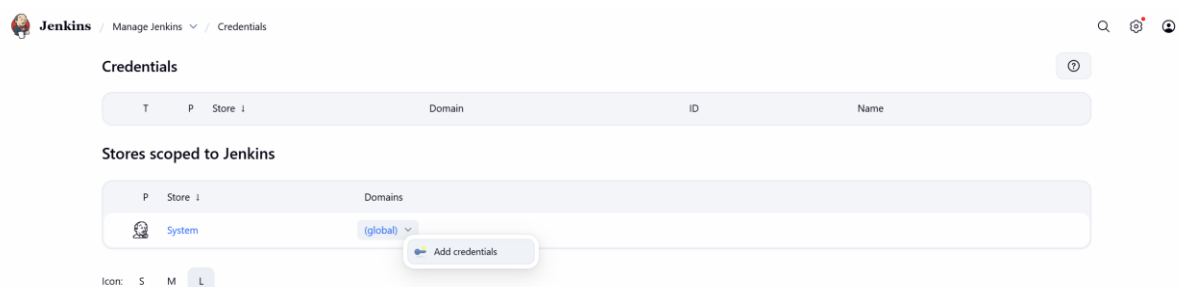 Jenkins / Manage Jenkins / Credentials
Credentials
T P Store ↓ Domain ID Name
Stores scoped to Jenkins
P Store ↓ Domains
System (global)
Add credentials
Icon: S M L